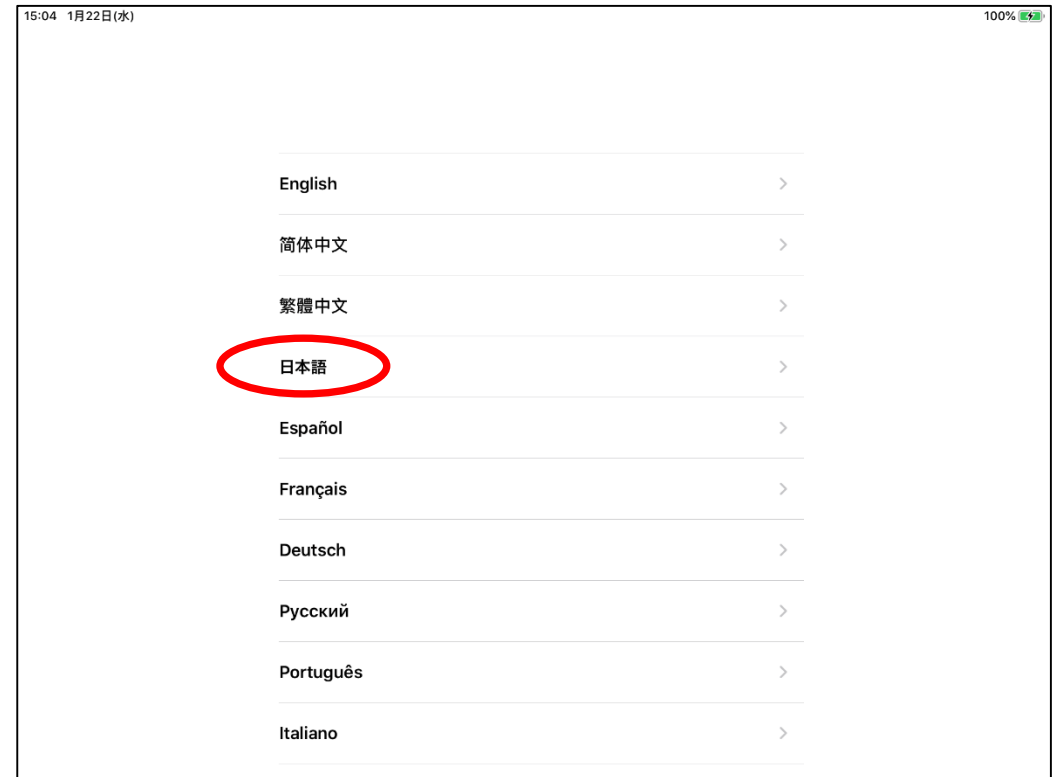 15:04 1月22日(水) 100%
English
简体中文
繁體中文
日本語
Español
Français
Deutsch
Русский
Português
Italiano